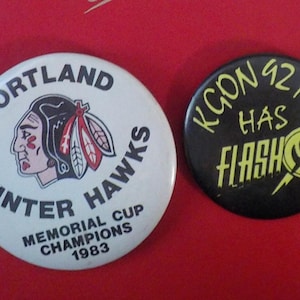 ORTLAND
INTER HAWKS
MEMORIAL CUP
CHAMPIONS
1983
KGON 92
HAS
FLASH